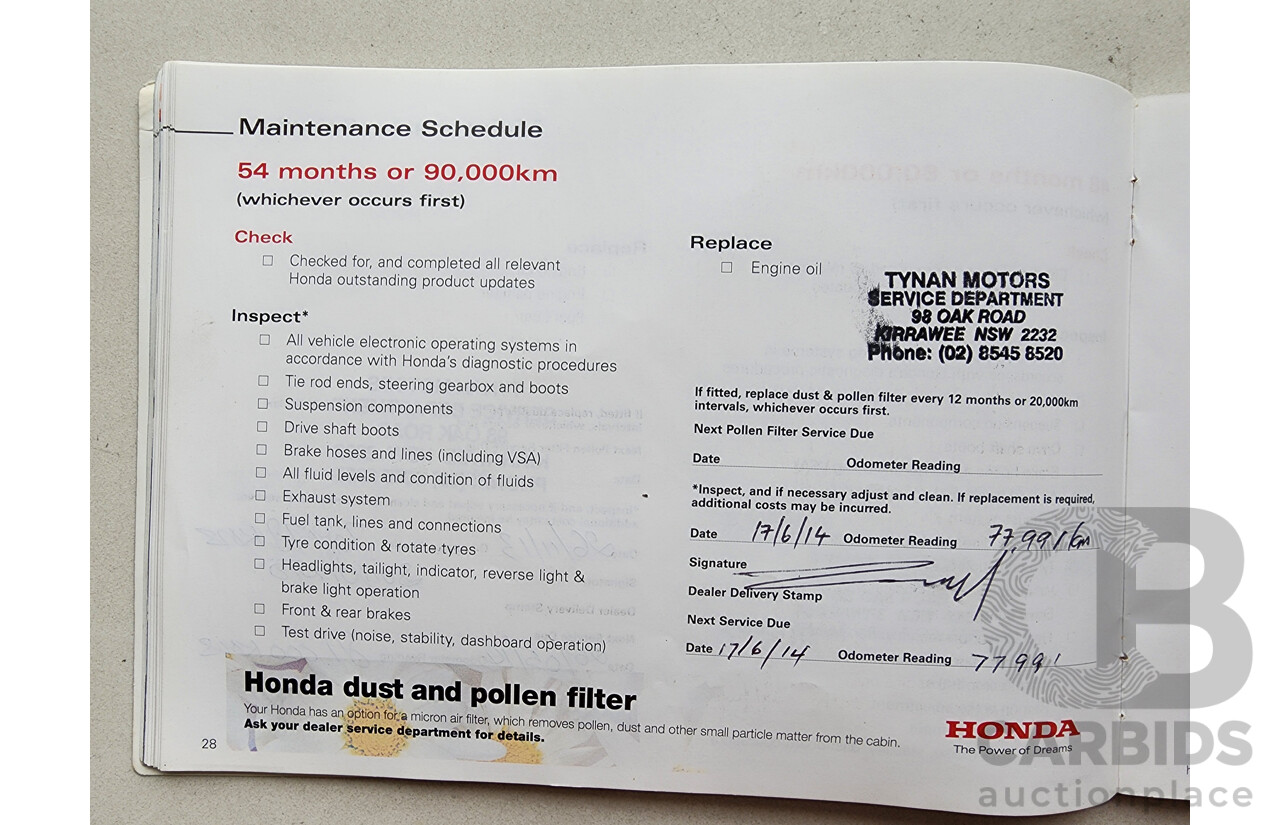 Maintenance Schedule
54 months or 90,000km
(whichever occurs first)
Check
Checked for, and completed all relevant
Honda outstanding product updates
Inspect*
All vehicle electronic operating systems in
accordance with Honda's diagnostic procedures
Tie rod ends, steering gearbox and boots
Suspension components
Drive shaft boots
Brake hoses and lines (including VSA)
All fluid levels and condition of fluids
Exhaust system
Fuel tank, lines and connections
Tyre condition & rotate tyres
Headlights, tailight, indicator, reverse light &
brake light operation
Front & rear brakes
Test drive (noise, stability, dashboard operation)
Replace
Engine oil
TYNAN MOTORS
SERVICE DEPARTMENT
98 OAK ROAD
KIRRAWEE NSW 2232
Phone: (02) 8545 8520
If fitted, replace dust & pollen filter every 12 months or 20,000km
intervals, whichever occurs first.
Next Pollen Filter Service Due
Date Odometer Reading
*Inspect, and if necessary adjust and clean. If replacement is required,
additional costs may be incurred.
Date 17/6/14 Odometer Reading 77,991km
Signature
Dealer Delivery Stamp
Next Service Due
Date 17/6/14 Odometer Reading 77991
Honda dust and pollen filter
Your Honda has an option for a micron air filter, which removes pollen, dust and other small particle matter from the cabin.
Ask your dealer service department for details.
28
HONDA
The Power of Dreams
CARBIDS
auctionplace